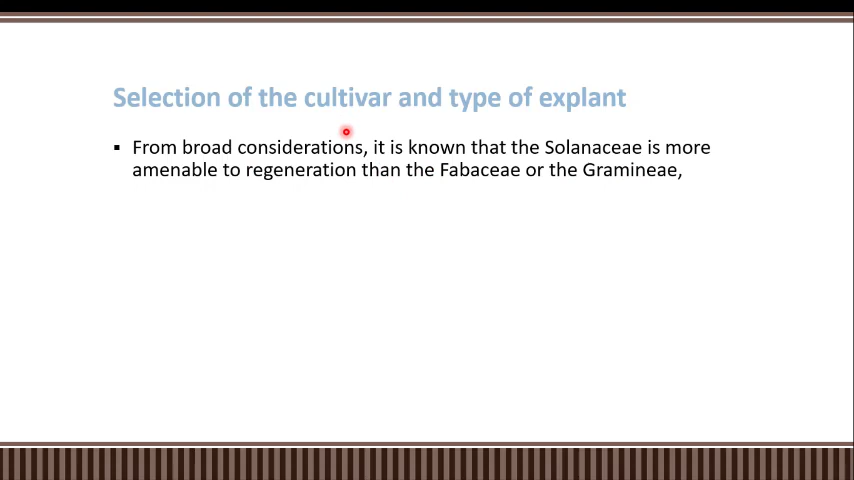 Selection of the cultivar and type of explant
▪ From broad considerations, it is known that the Solanaceae is more
amenable to regeneration than the Fabaceae or the Gramineae,